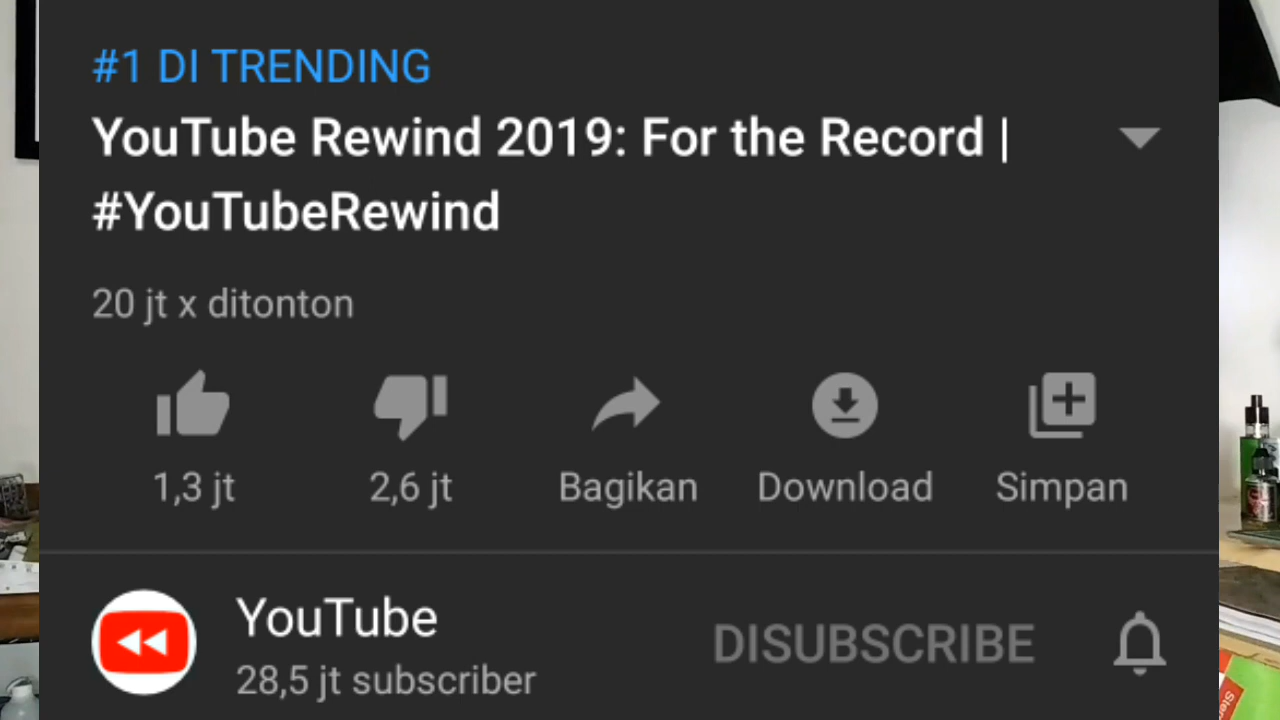 #1 DI TRENDING
YouTube Rewind 2019: For the Record |
#YouTubeRewind
20 jt x ditonton
1,3 jt
2,6 jt
Bagikan
Download
Simpan
YouTube
28,5 jt subscriber
DISUBSCRIBE